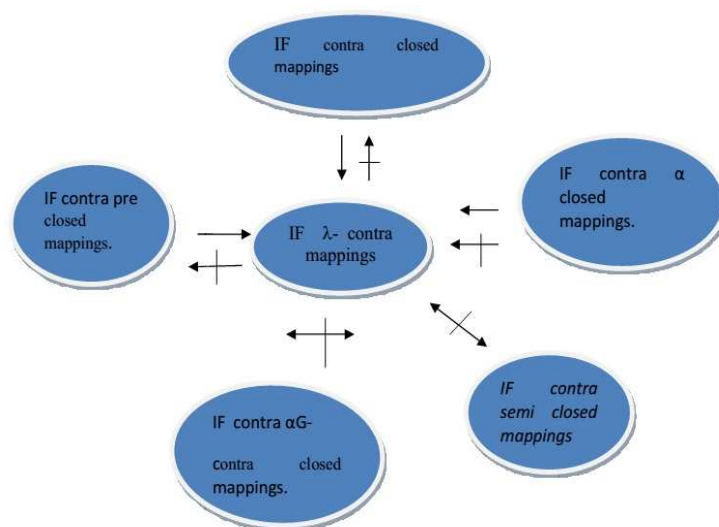 IF contra closed
mappings
IF contra pre
closed
mappings.
IF λ- contra
mappings
IF contra α
closed
mappings.
IF contra αG-
contra closed
mappings.
IF contra
semi closed
mappings